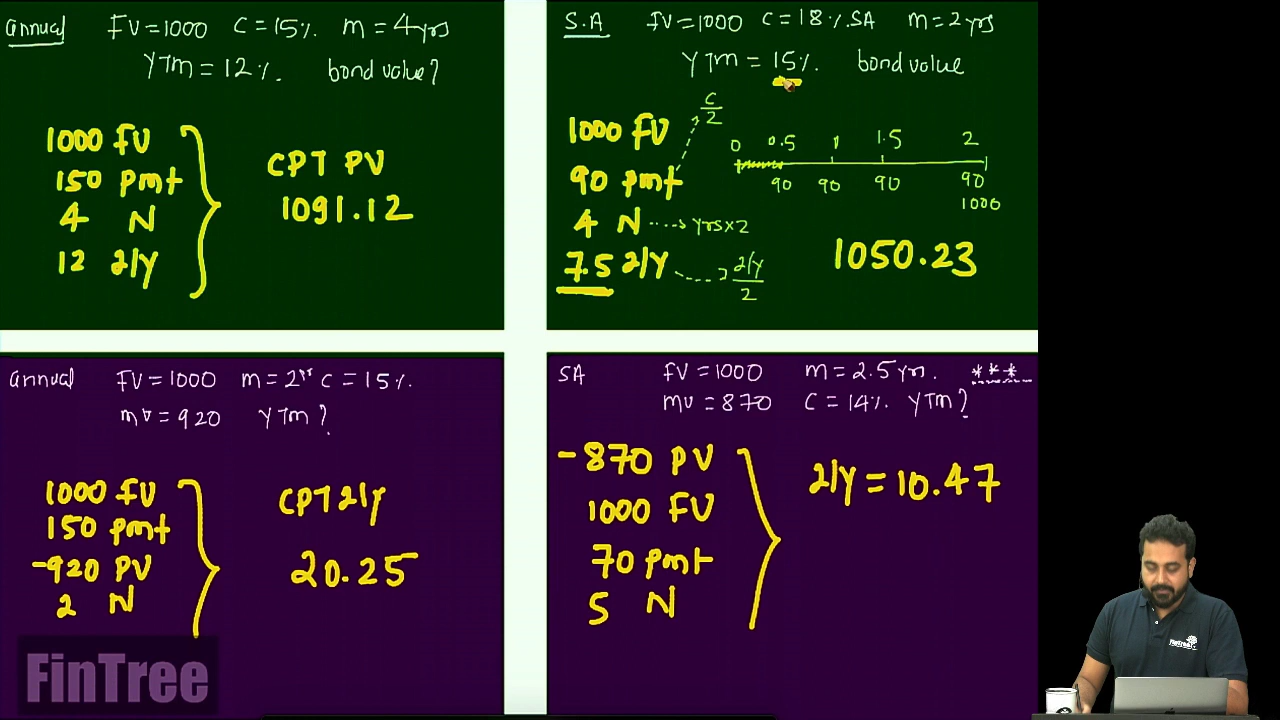 annual FV=1000 C=15%. m=4yrs
YTM=12%. bond value?
1000 FV
150 pmt
4 N
12 I/Y
CPT PV
1091.12
S.A FV=1000 C=18%.SA m=2yrs
YTM=15%. bond value
1000 FV
90 pmt
4 N
7.5 I/Y
C/2
yrs×2
I/Y/2
0 0.5 1 1.5 2
90 90 90 90
1000
1050.23
annual FV=1000 m=2yr C=15%.
mv=920 YTM?
1000 FV
150 pmt
-920 PV
2 N
CPT I/Y
20.25
SA FV=1000 m=2.5yrs. ***
mv=870 C=14%. YTM?
-870 PV
1000 FV
70 pmt
5 N
I/Y=10.47
FinTree
FinTree